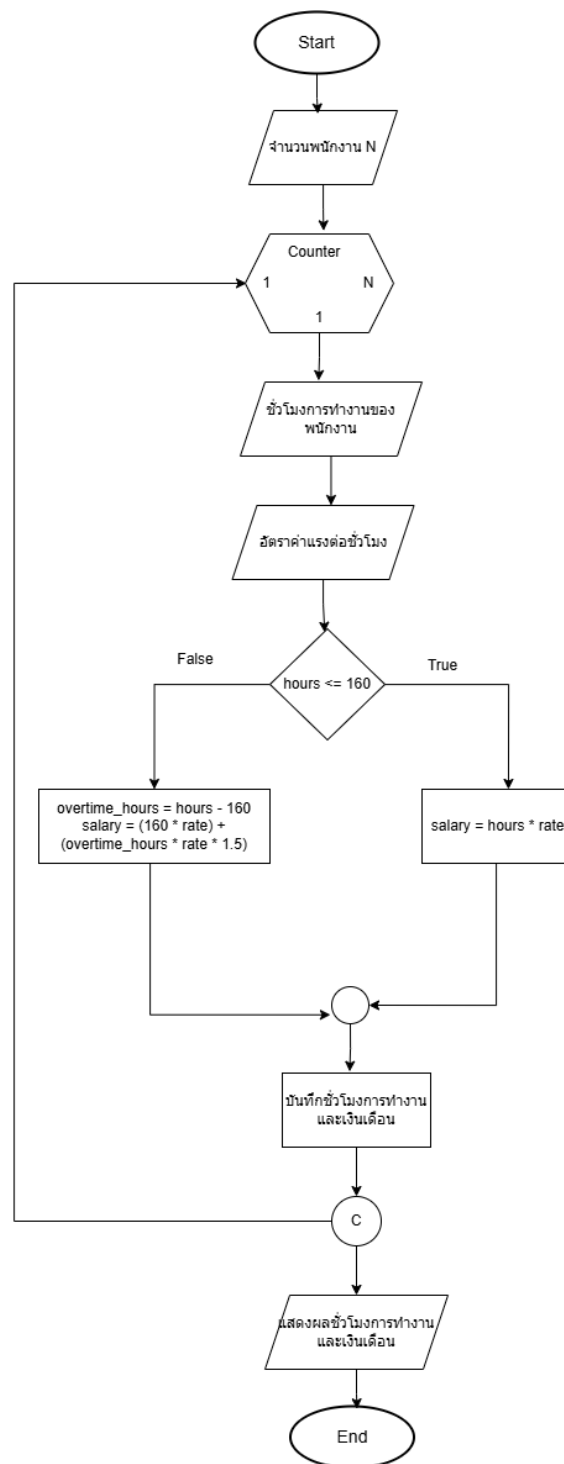 Start
จำนวนพนักงาน N
Counter
1
N
1
ชั่วโมงการทำงานของ
พนักงาน
อัตราค่าแรงต่อชั่วโมง
False
hours <= 160
True
overtime_hours = hours - 160
salary = (160 * rate) +
(overtime_hours * rate * 1.5)
salary = hours * rate
บันทึกชั่วโมงการทำงาน
และเงินเดือน
C
แสดงผลชั่วโมงการทำงาน
และเงินเดือน
End